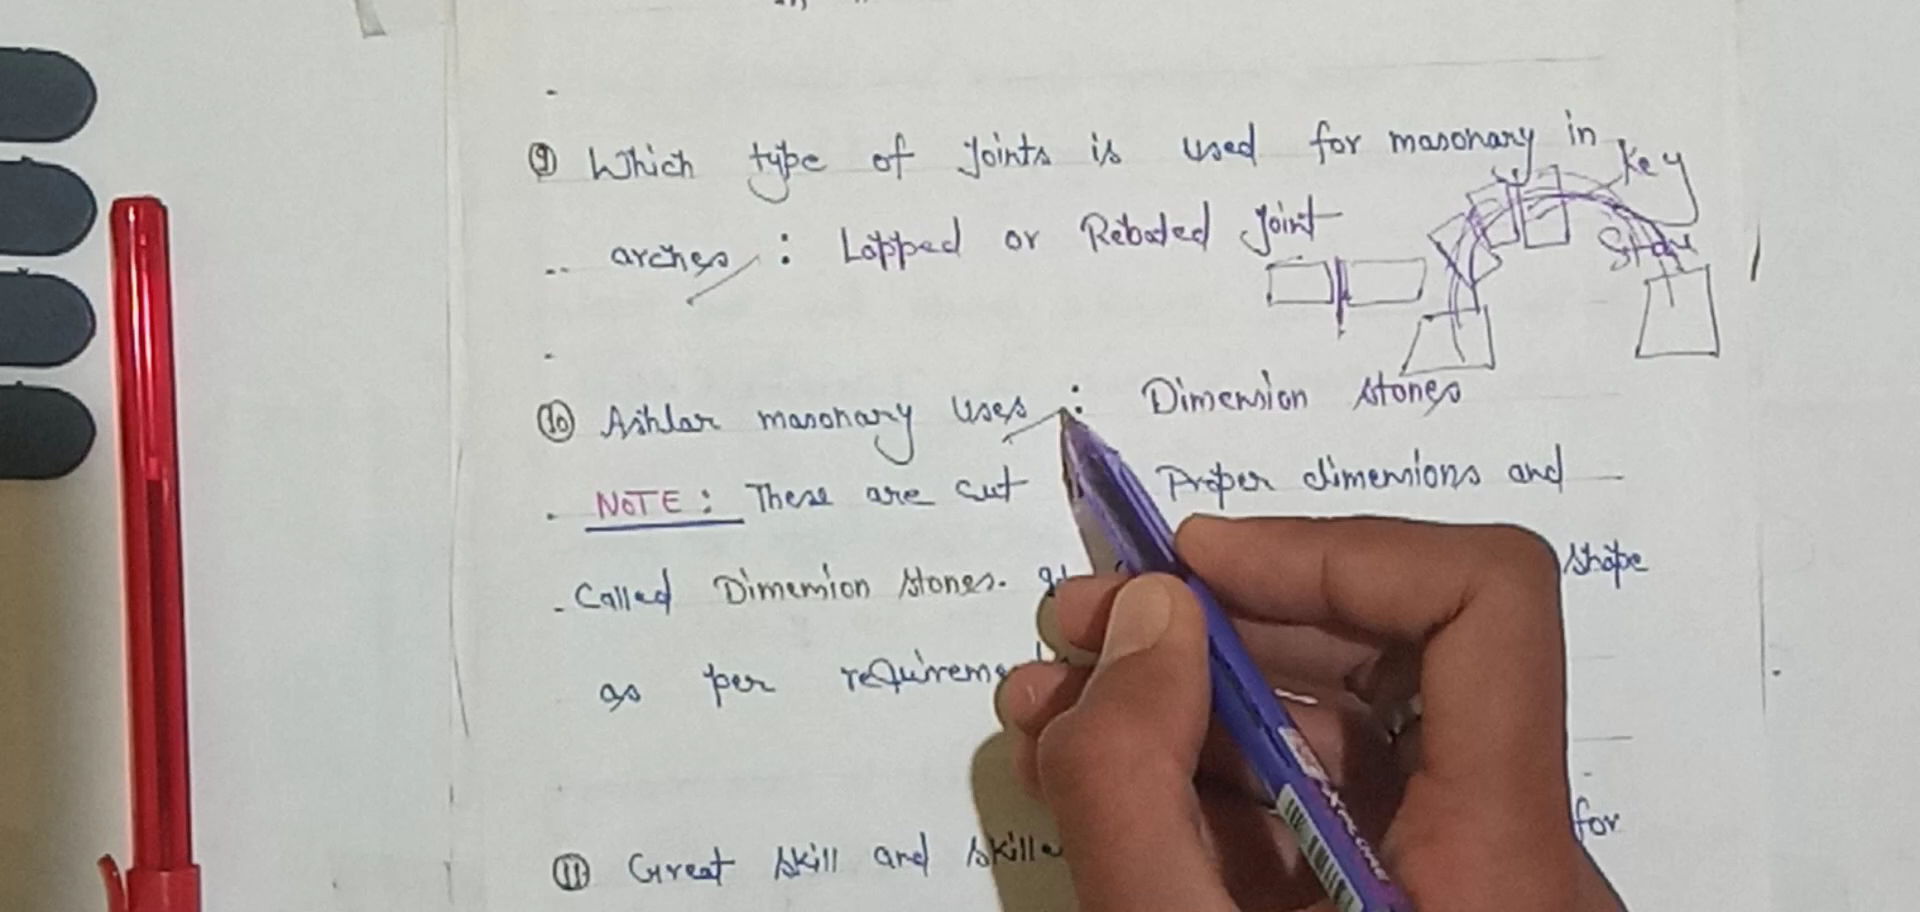 ⑨ Which type of Joints is used for masonary in
arches : Lapped or Rebated Joint
Key
Stone
⑩ Ashlar masonary uses : Dimension stones
NOTE : These are cut Proper dimensions and
Called Dimension stones. shape
as per
⑪ Great skill and for